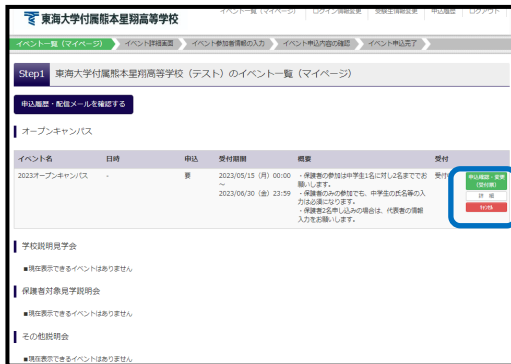 東海大学付属熊本星翔高等学校
イベント一覧（マイページ） ログイン情報変更 受験生情報変更 申込履歴 ログアウト
イベント一覧（マイページ） イベント詳細画面 イベント参加者情報の入力 イベント申込内容の確認 イベント申込完了
Step1 東海大学付属熊本星翔高等学校（テスト）のイベント一覧（マイページ）
申込履歴・配信メールを確認する
オープンキャンパス
イベント名 日時 申込 受付期間 概要 受付
2023オープンキャンパス - 要 2023/05/15（月）00:00 ・保護者の参加は中学生1名に対し2名まででお 受付 申込確認・変更
～ 願いします。 （受付順）
2023/06/30（金）23:59 ・保護者のみの参加でも、中学生の氏名等の入 詳細
力は必須になります。 ｷｬﾝｾﾙ
・保護者2名申し込みの場合は、代表者の情報
入力をお願いします。
学校説明見学会
■現在表示できるイベントはありません
保護者対象見学説明会
■現在表示できるイベントはありません
その他説明会
■現在表示できるイベントはありません